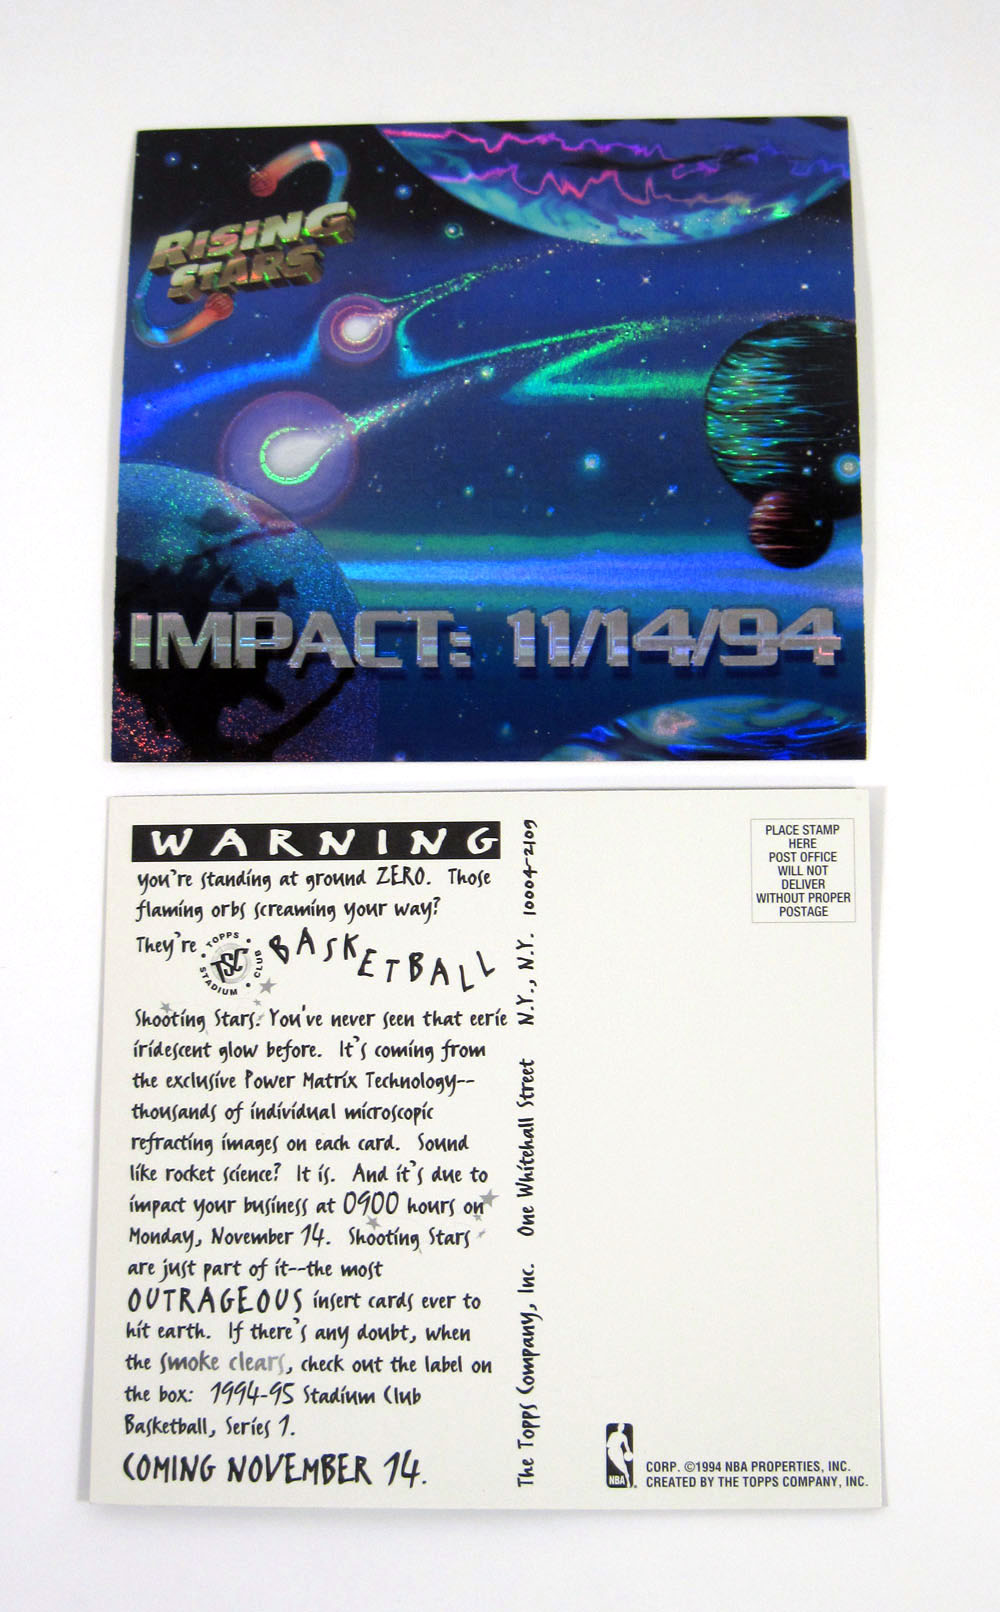 RISING
STARS
IMPACT: 11/14/94
WARNING
you're standing at ground ZERO. Those
flaming orbs screaming your way?
They're TOPPS STADIUM CLUB TSC BASKETBALL
Shooting Stars. You've never seen that eerie
iridescent glow before. It's coming from
the exclusive Power Matrix Technology--
thousands of individual microscopic
refracting images on each card. Sound
like rocket science? It is. And it's due to
impact your business at 0900 hours on
Monday, November 14. Shooting Stars
are just part of it--the most
OUTRAGEOUS insert cards ever to
hit earth. If there's any doubt, when
the smoke clears, check out the label on
the box: 1994-95 Stadium Club
Basketball, Series 1.
COMING NOVEMBER 14.
The Topps Company, Inc. One Whitehall Street N.Y., N.Y. 10004-2109
PLACE STAMP
HERE
POST OFFICE
WILL NOT
DELIVER
WITHOUT PROPER
POSTAGE
NBA
CORP. ©1994 NBA PROPERTIES, INC.
CREATED BY THE TOPPS COMPANY, INC.